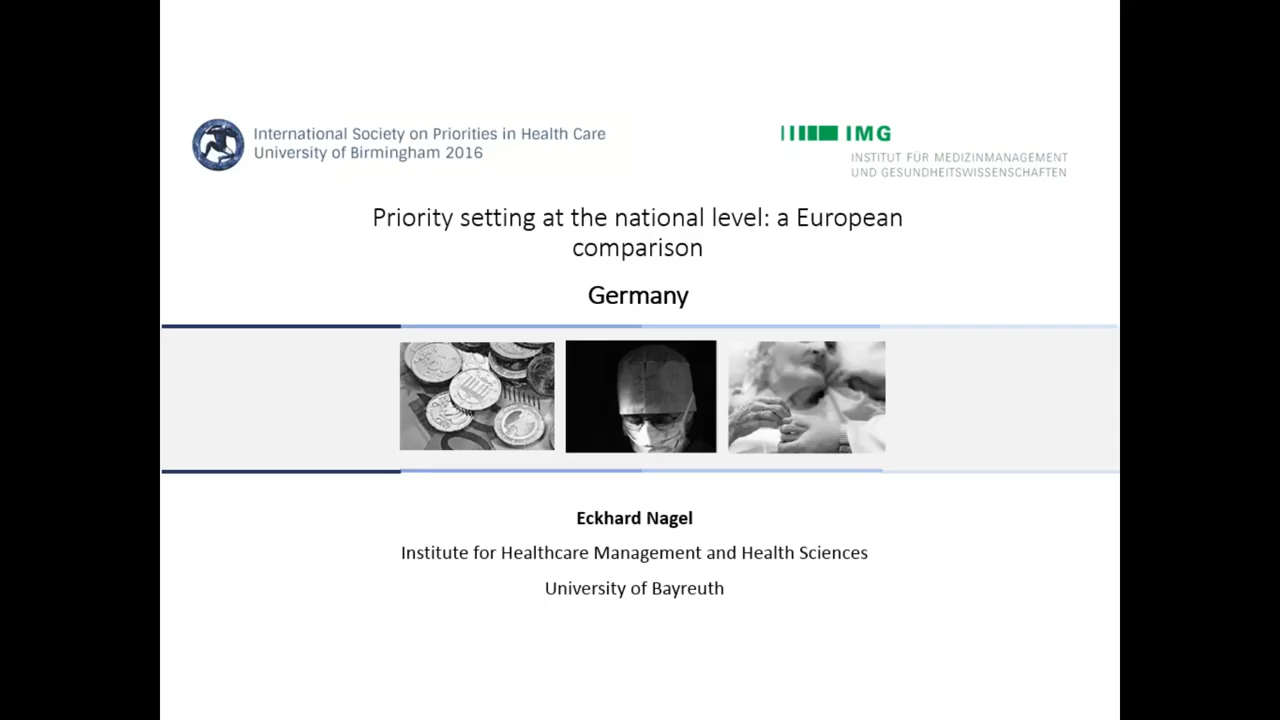 International Society on Priorities in Health Care
University of Birmingham 2016
IMG
INSTITUT FÜR MEDIZINMANAGEMENT
UND GESUNDHEITSWISSENSCHAFTEN
Priority setting at the national level: a European
comparison
Germany
Eckhard Nagel
Institute for Healthcare Management and Health Sciences
University of Bayreuth